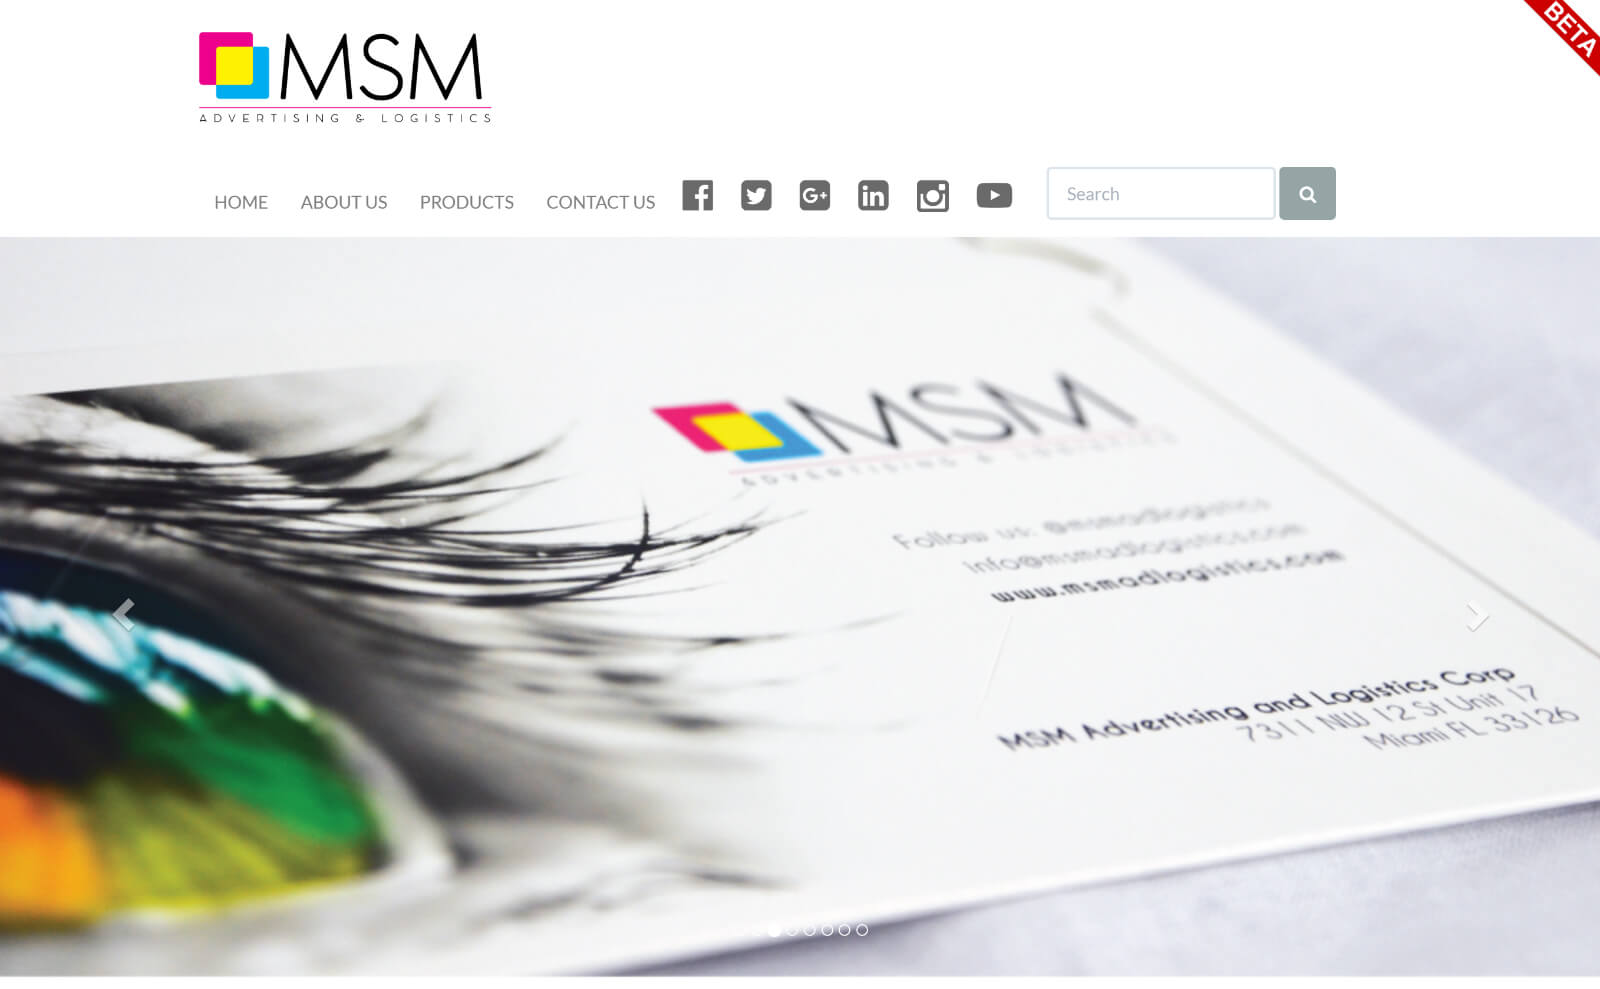 BETA
MSM
ADVERTISING & LOGISTICS
HOME ABOUT US PRODUCTS CONTACT US
Search
MSM
ADVERTISING & LOGISTICS
Follow us: @msmadlogistics
info@msmadlogistics.com
www.msmadlogistics.com
MSM Advertising and Logistics Corp
7311 NW 12 St Unit 17
Miami FL 33126